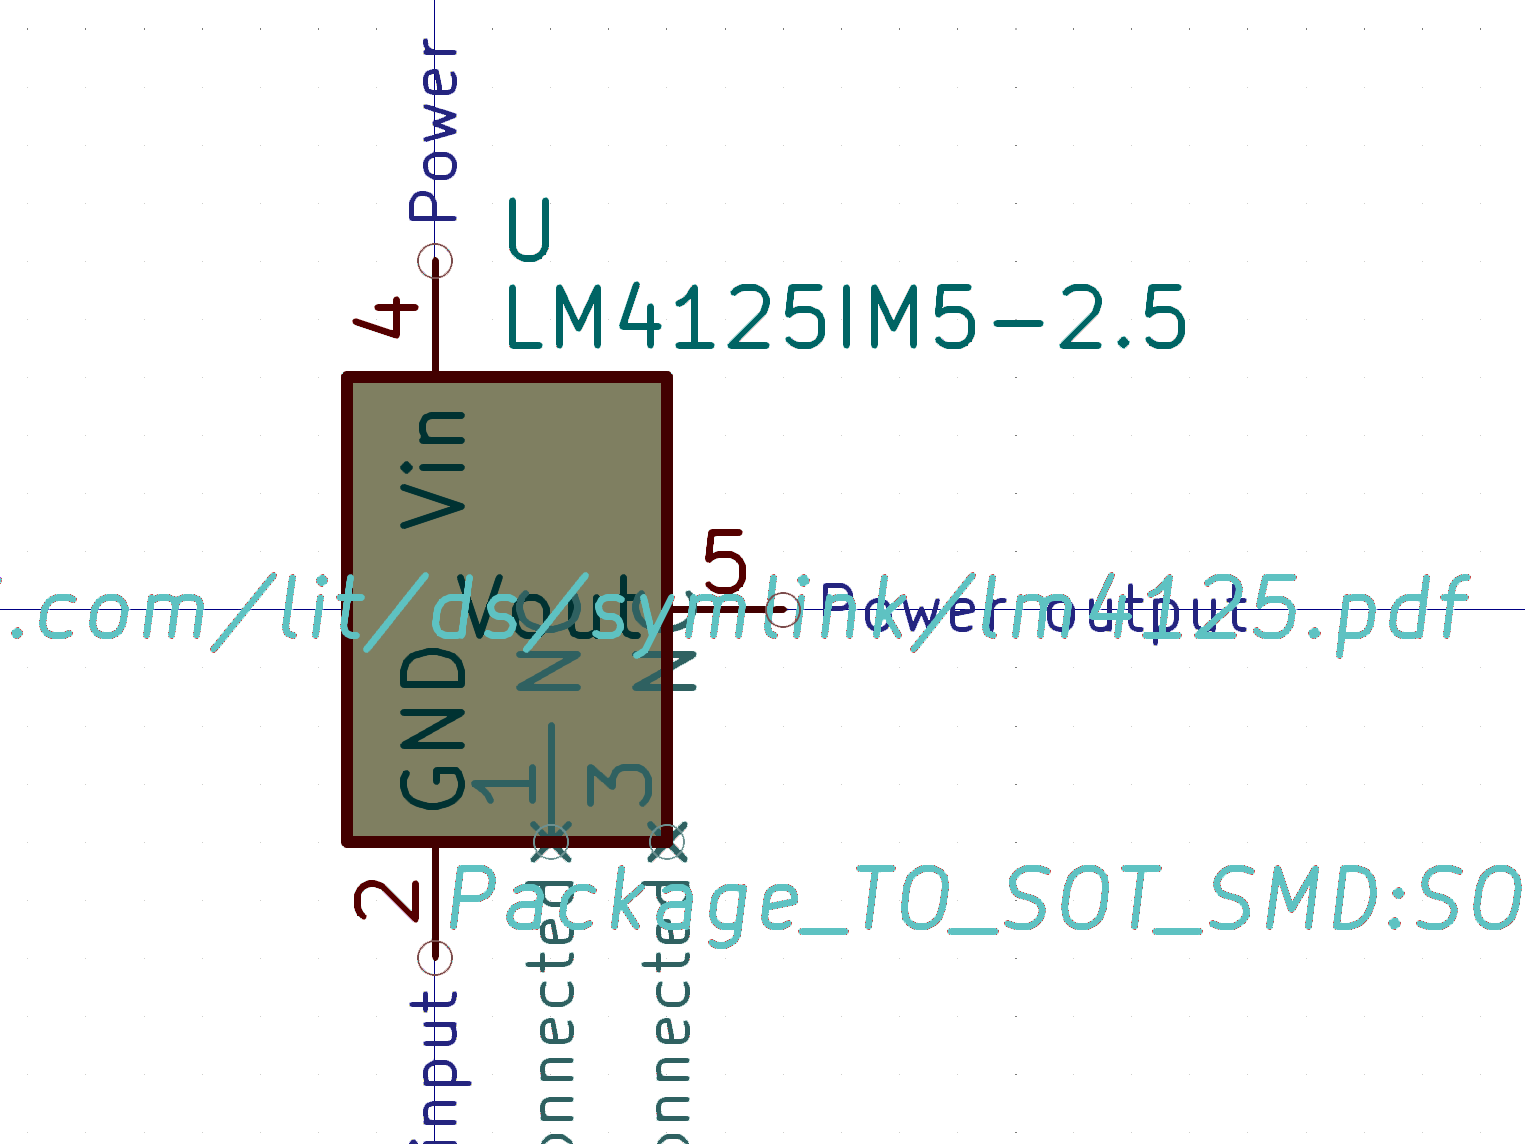 Power
U
LM4125IM5-2.5
4
Vin
5
.com/lit/ds/symlink/lm4125.pdf
Vout
Power output
NC
NC
GND
1
3
2
Package_TO_SOT_SMD:SO
input
onnected
onnected